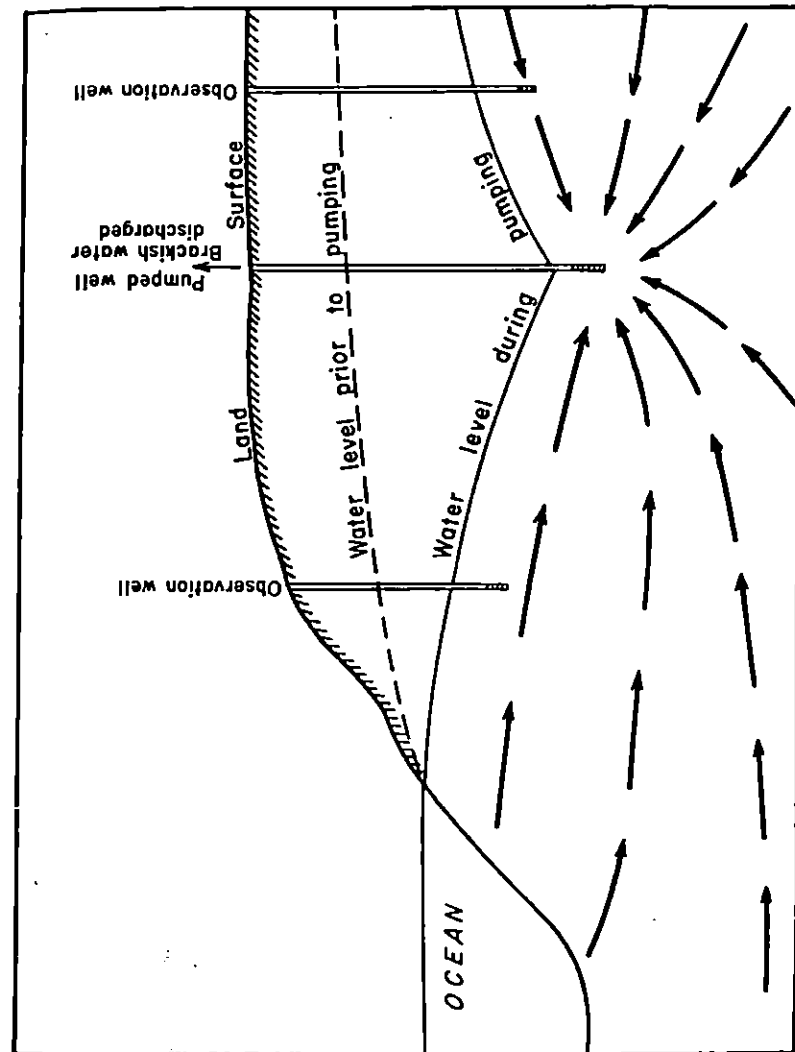 Pumped well
Brackish water
discharged
Observation well
Observation well
Land Surface
Water level prior to pumping
Water level during pumping
OCEAN